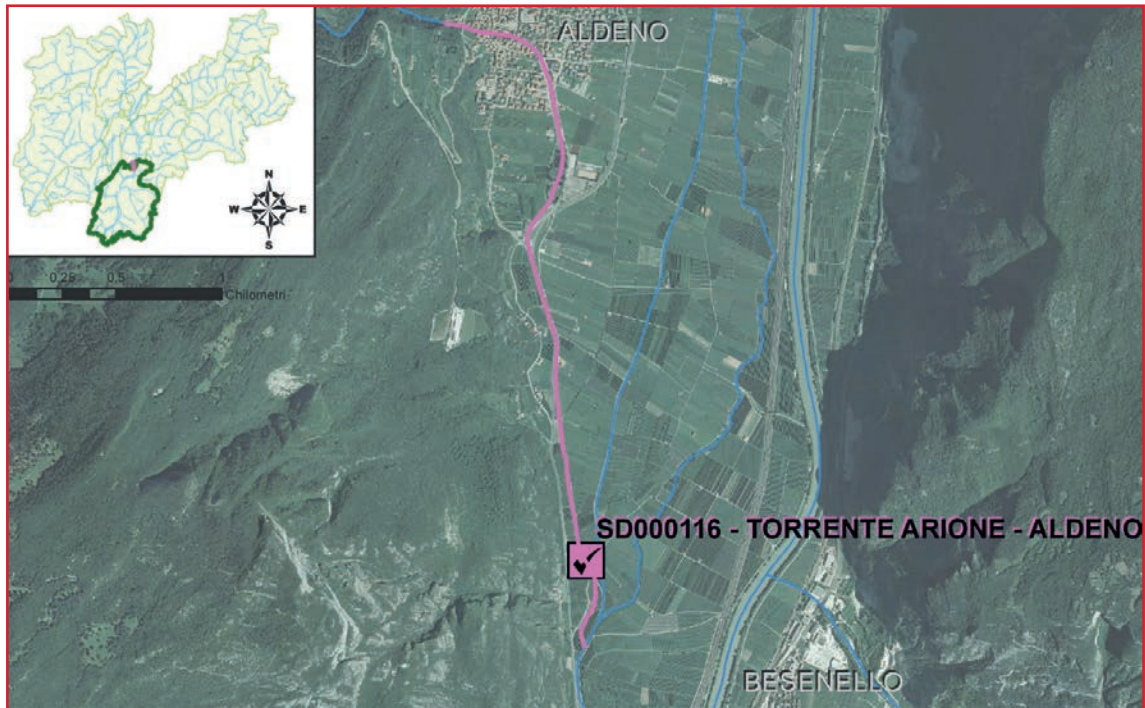 ALDENO
N
W E
S
0 0,25 0,5 1
Chilometri
SD000116 - TORRENTE ARIONE - ALDENO
BESENELLO